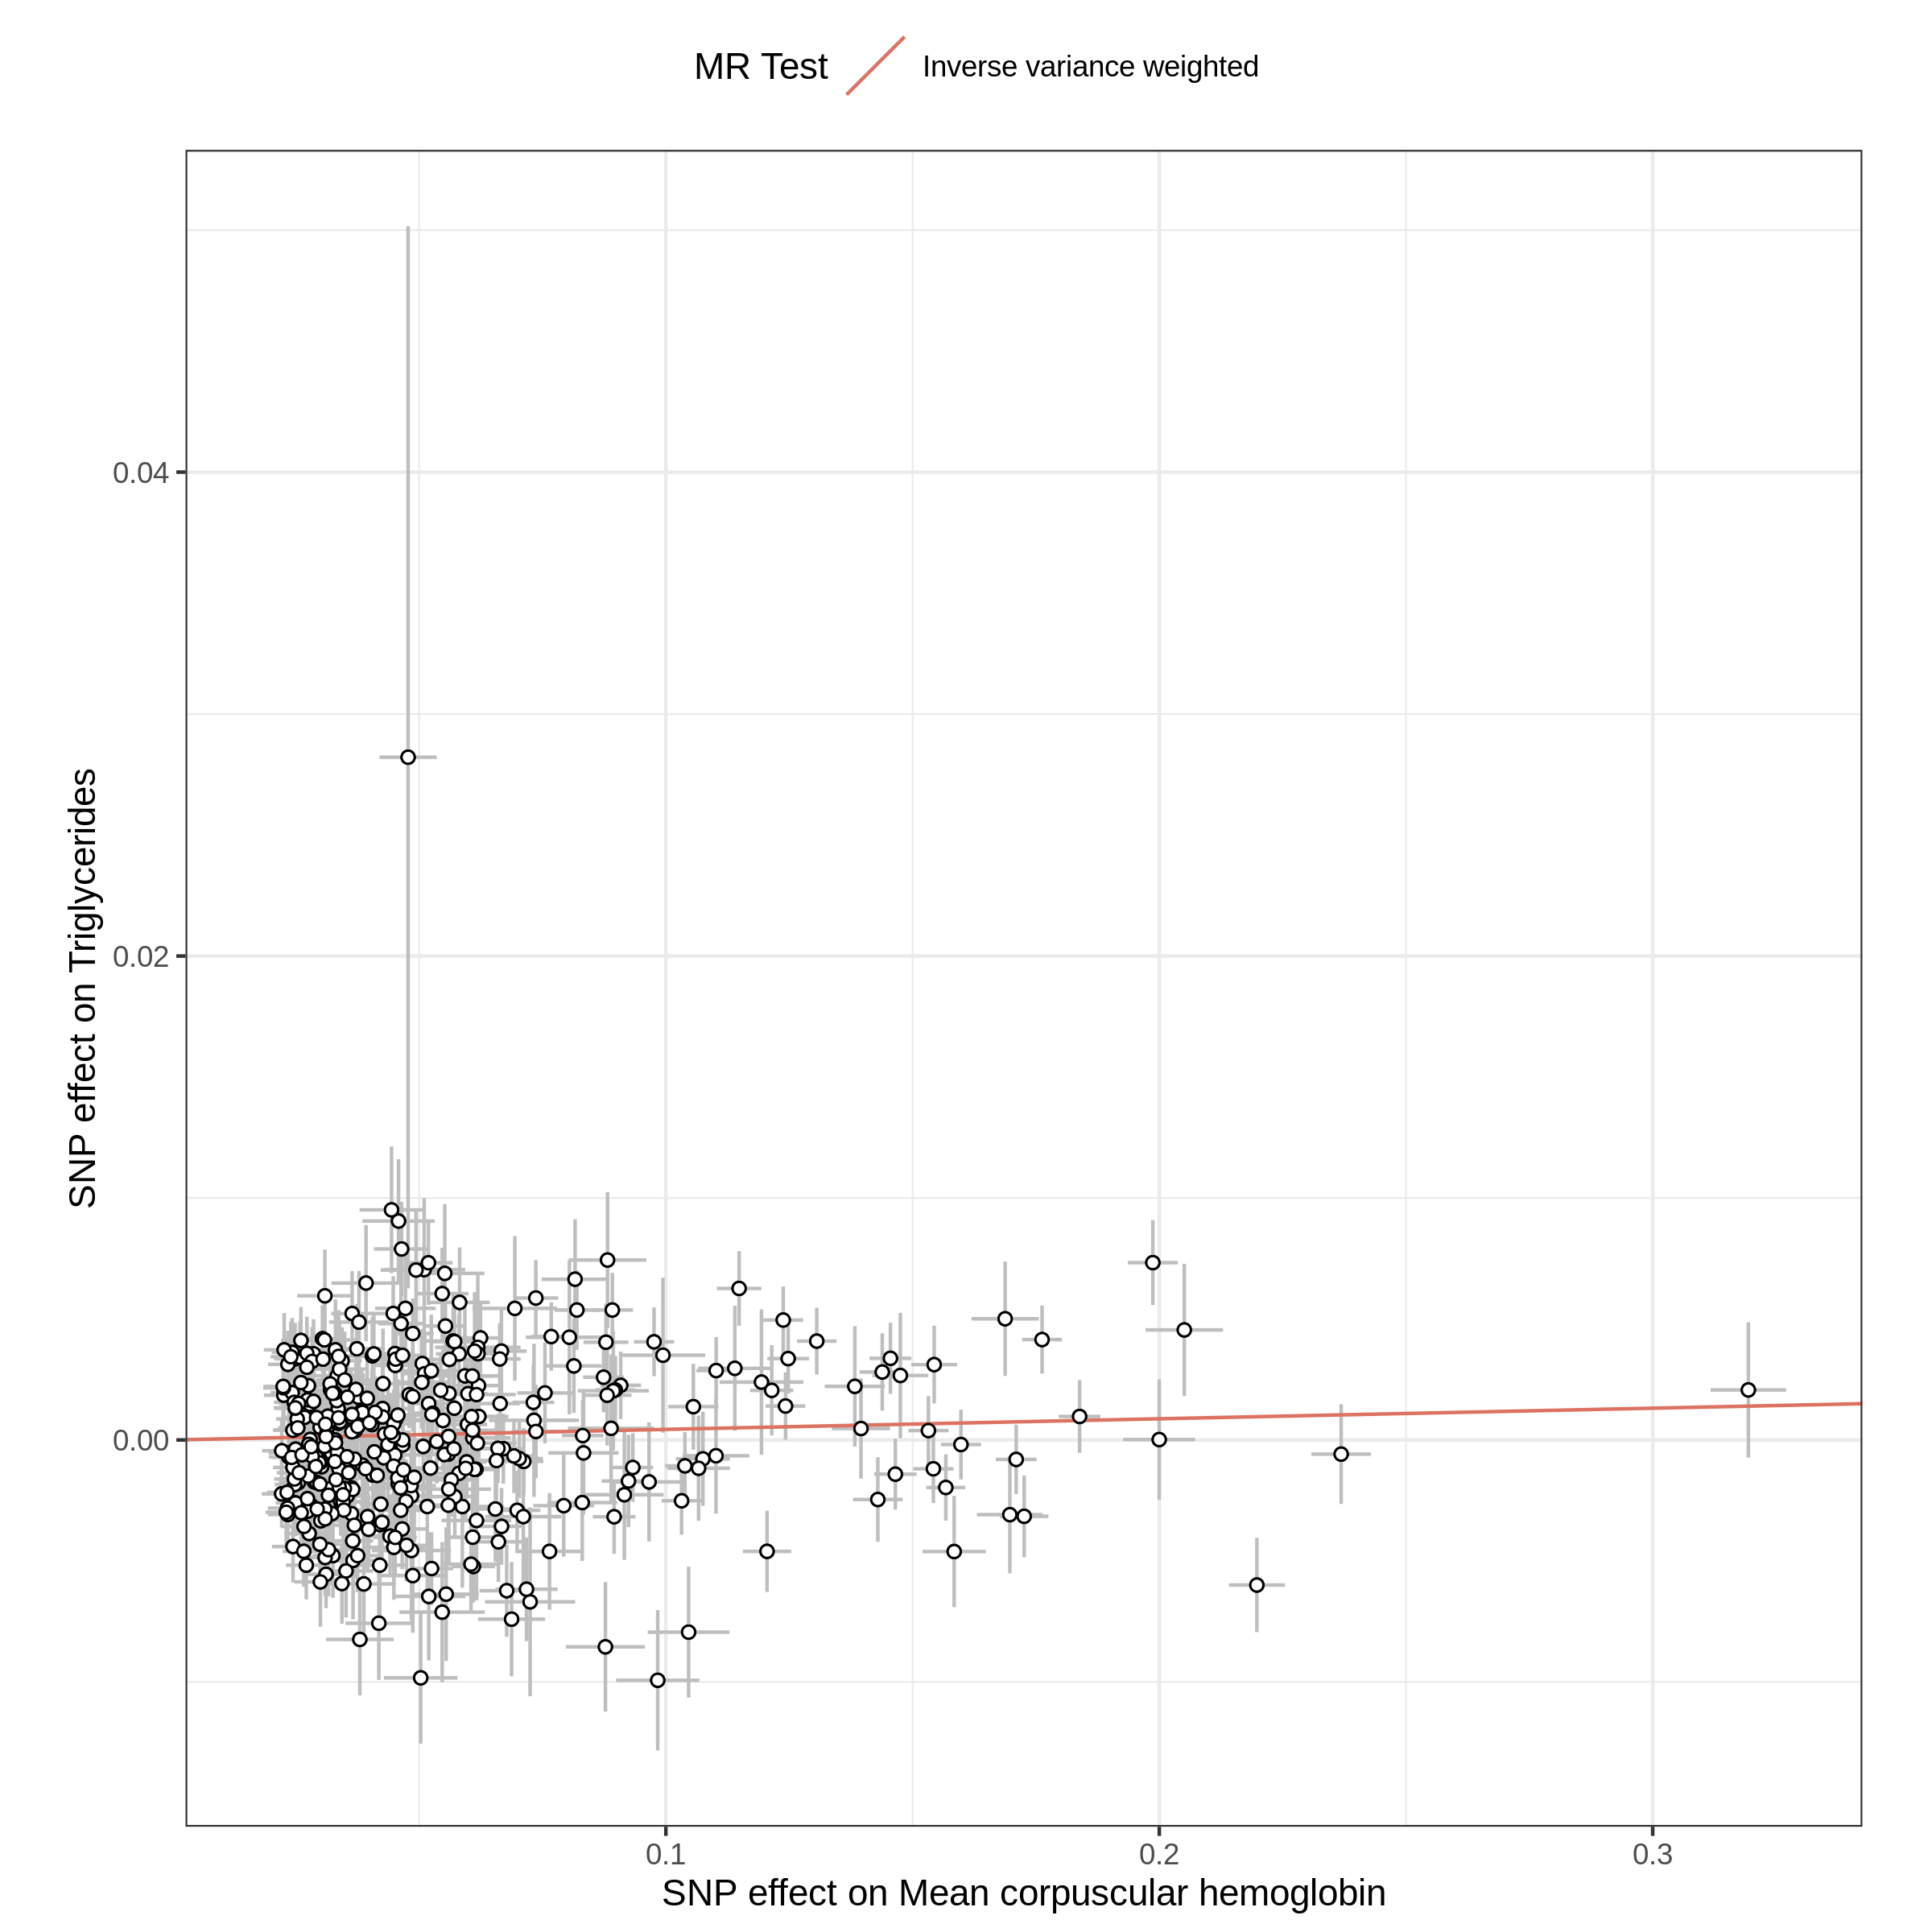 MR Test
Inverse variance weighted
SNP effect on Triglycerides
0.04
0.02
0.00
0.1
0.2
0.3
SNP effect on Mean corpuscular hemoglobin